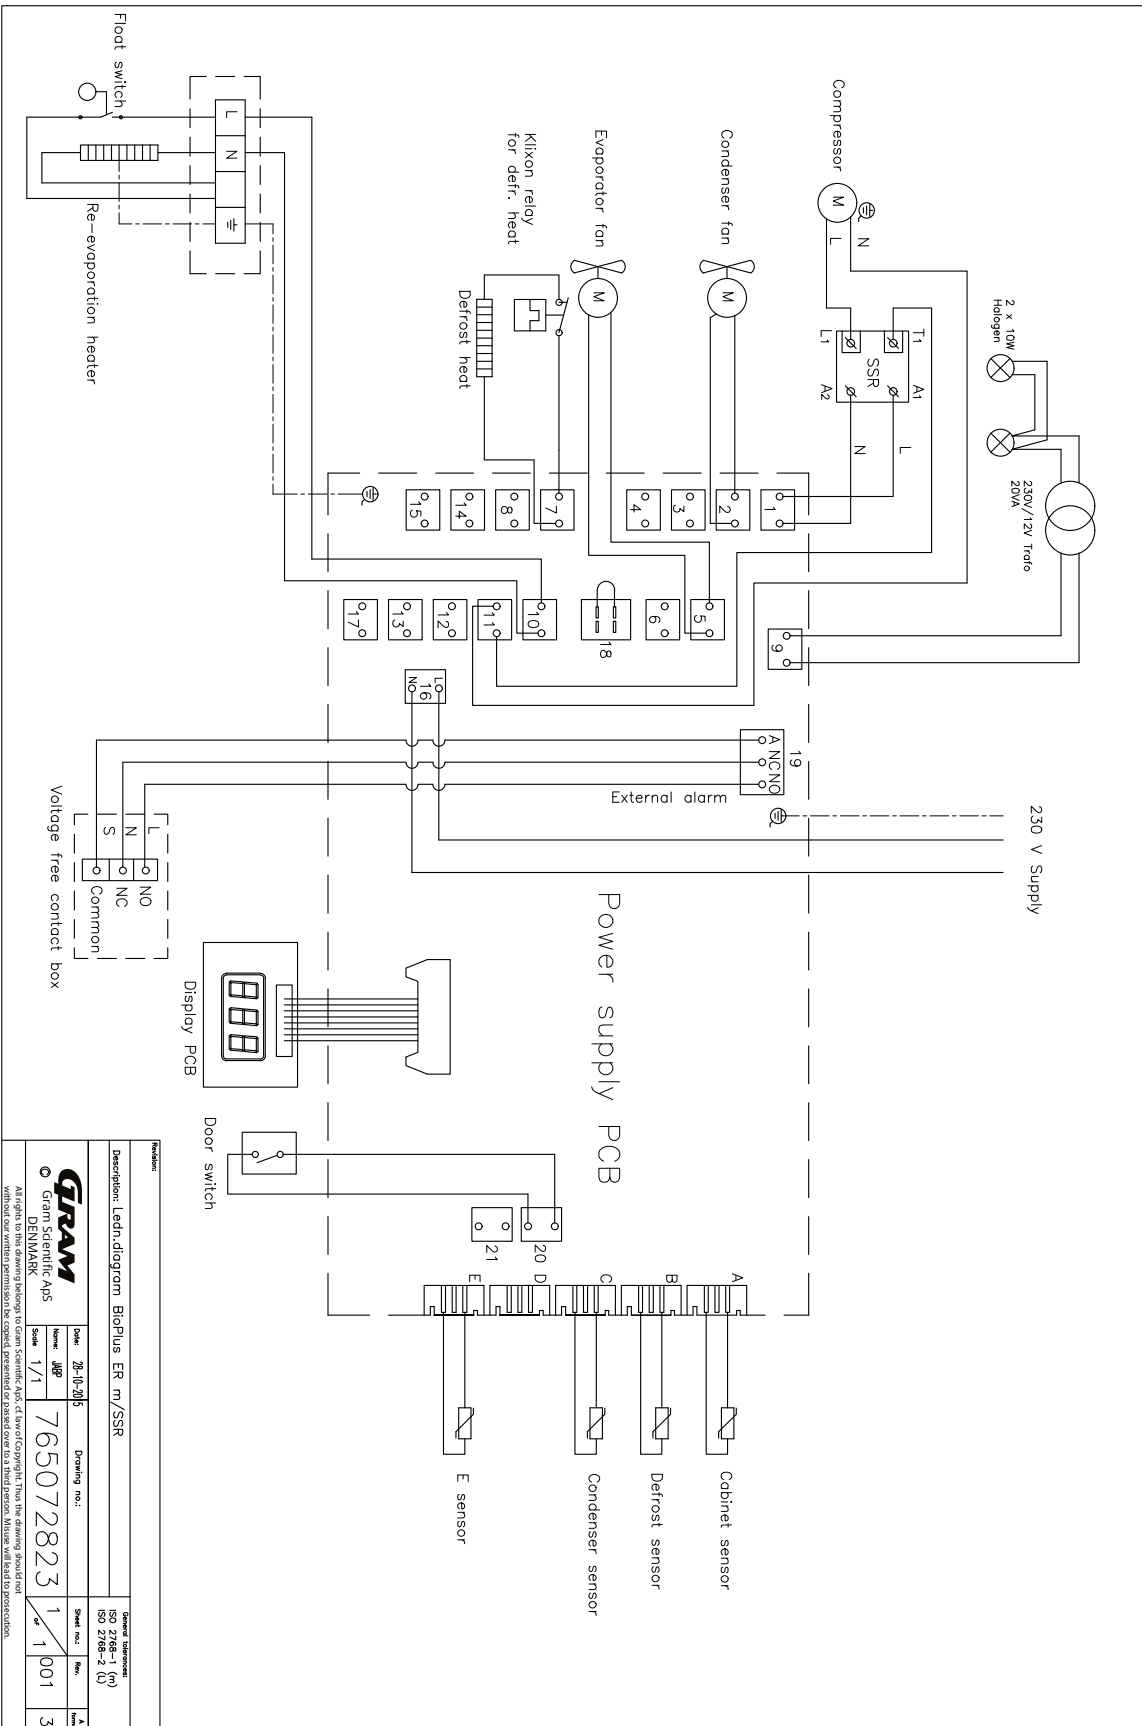 2 x 10W
Halogen
230V/12V Trafo
20VA
Compressor
M
N
L
T1
L1
SSR
A1
A2
L
N
Condenser fan
M
Evaporator fan
M
Klixon relay
for defr. heat
Defrost heat
Float switch
L
N
Re-evaporation heater
1
2
3
4
7
8
14
15
9
5
6
18
10
11
12
13
17
L
16
N
19
A NC NO
External alarm
230 V Supply
Power supply PCB
L
N
S
NO
NC
Common
Voltage free contact box
Display PCB
Door switch
20
21
A
B
C
D
E
Cabinet sensor
Defrost sensor
Condenser sensor
E sensor
Revision:
Description: Ledn.diagram BioPlus ER m/SSR
General tolerances:
ISO 2768-1 (m)
ISO 2768-2 (L)
GRAM
© Gram Scientific ApS
DENMARK
Date: 28-10-2015
Name: JABP
Scale 1/1
Drawing no.:
765072823
Sheet no.:
1 OF 1
Rev.
001
A
3
All rights to this drawing belongs to Gram Scientific ApS, cf. law of Copyright. Thus the drawing should not
without our written permission be copied, presented or passed over to a third person. Misuse will lead to prosecution.